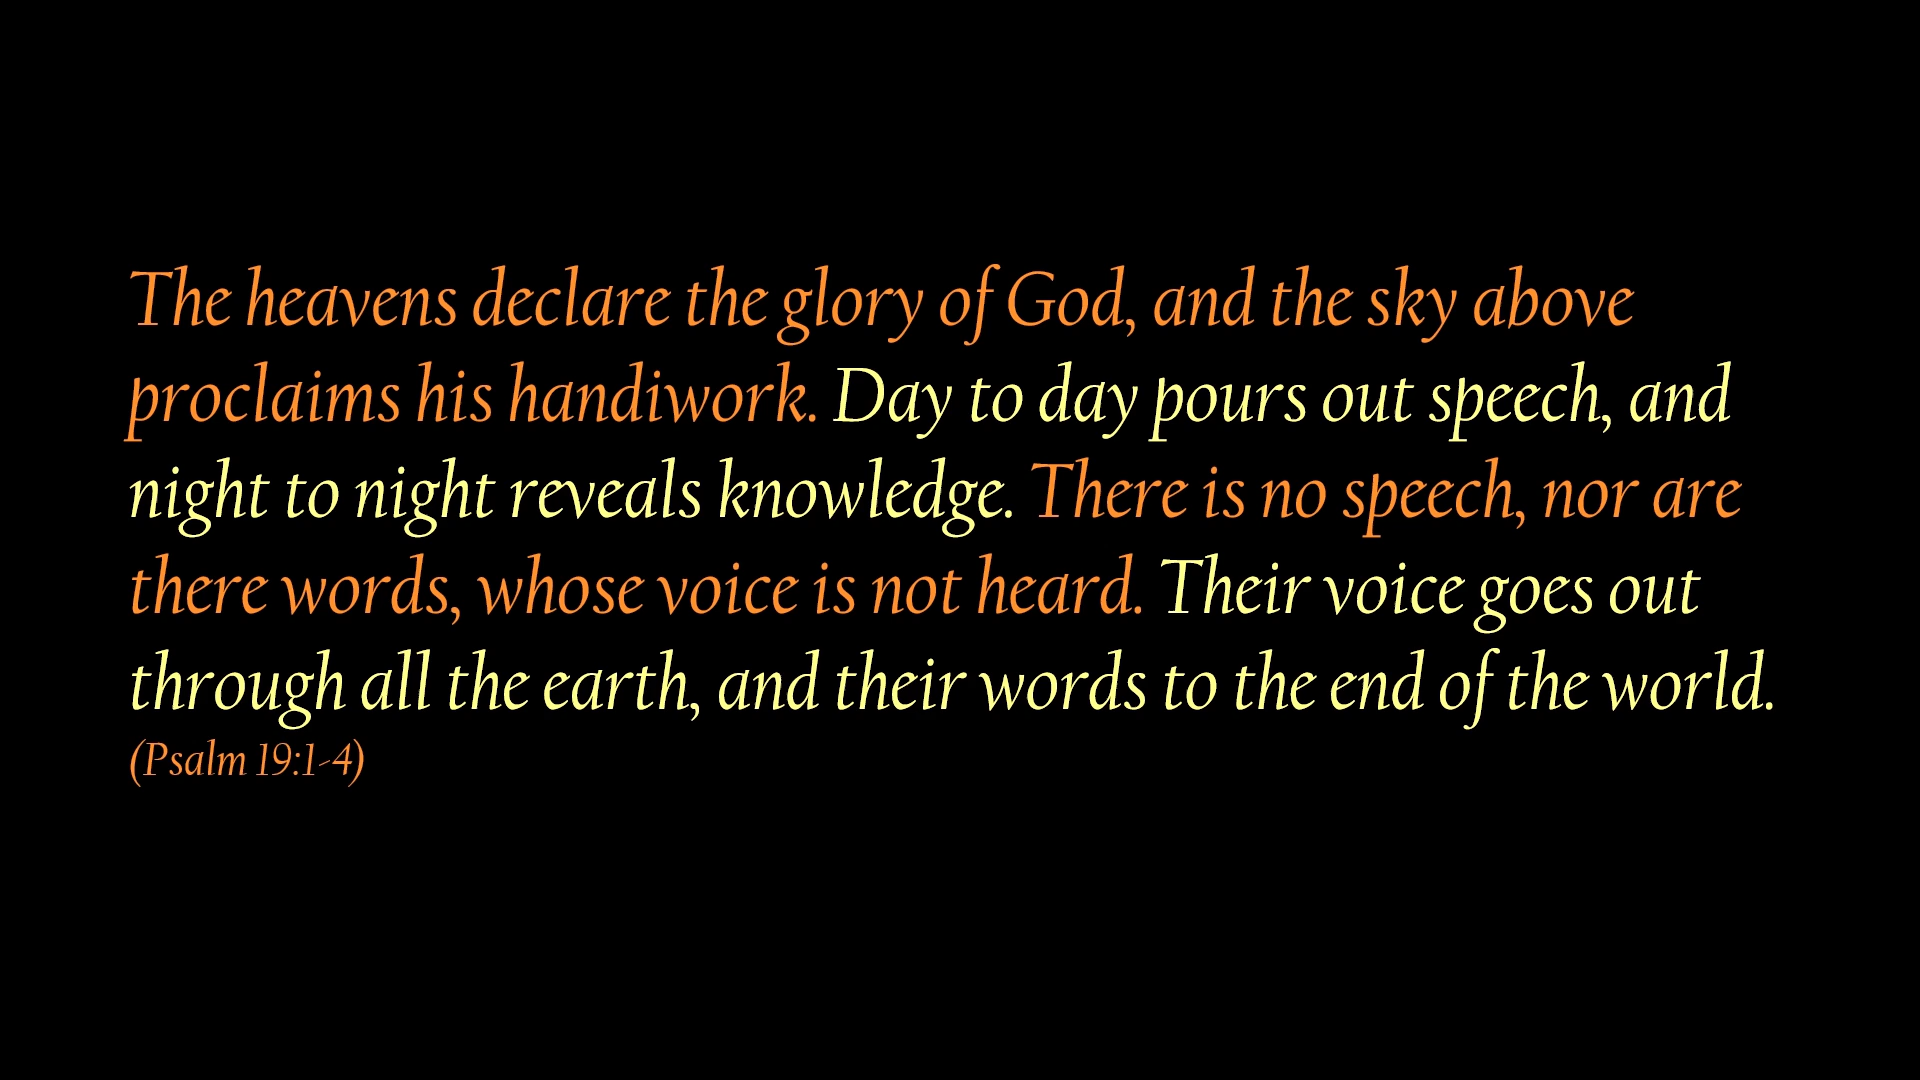 The heavens declare the glory of God, and the sky above
proclaims his handiwork. Day to day pours out speech, and
night to night reveals knowledge. There is no speech, nor are
there words, whose voice is not heard. Their voice goes out
through all the earth, and their words to the end of the world.
(Psalm 19:1-4)